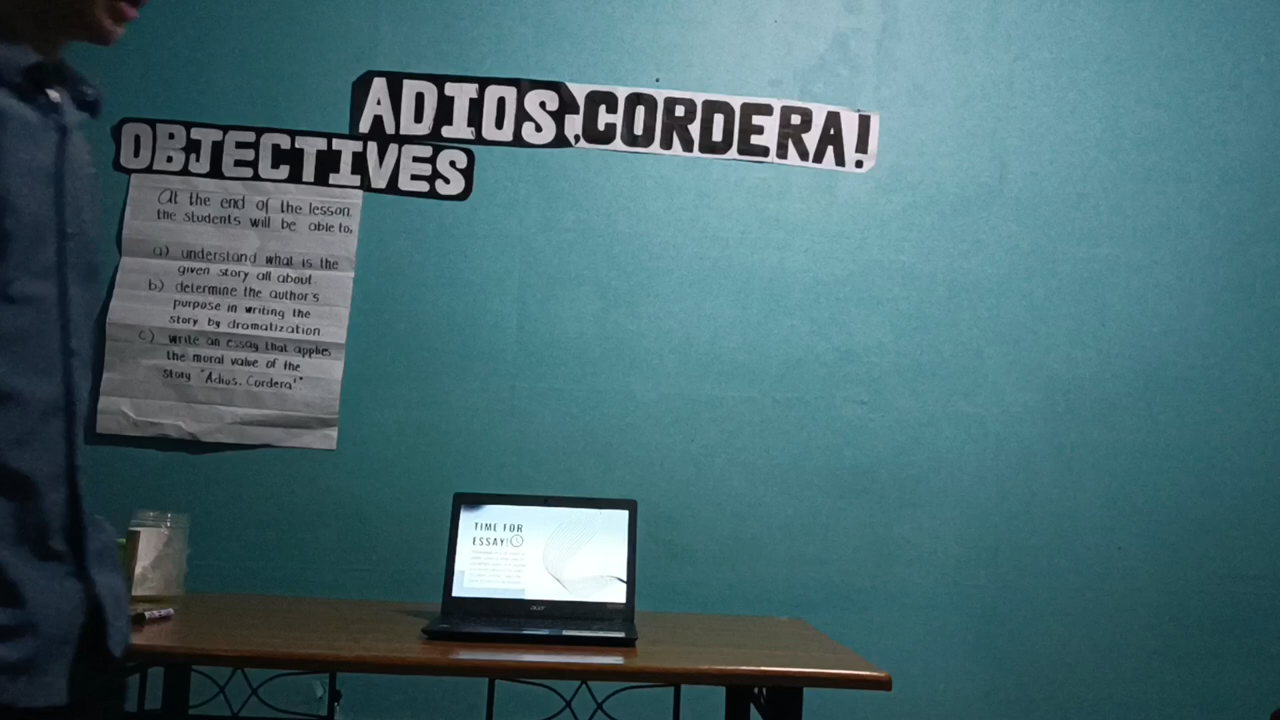 ADIOS, CORDERA!
OBJECTIVES
At the end of the lesson
the students will be able to,
a) understand what is the
given story all about
b) determine the author's
purpose in writing the
story by dramatization.
c) write an essay that applies
the moral value of the
story "Adios, Cordera!".
TIME FOR
ESSAY!
acer